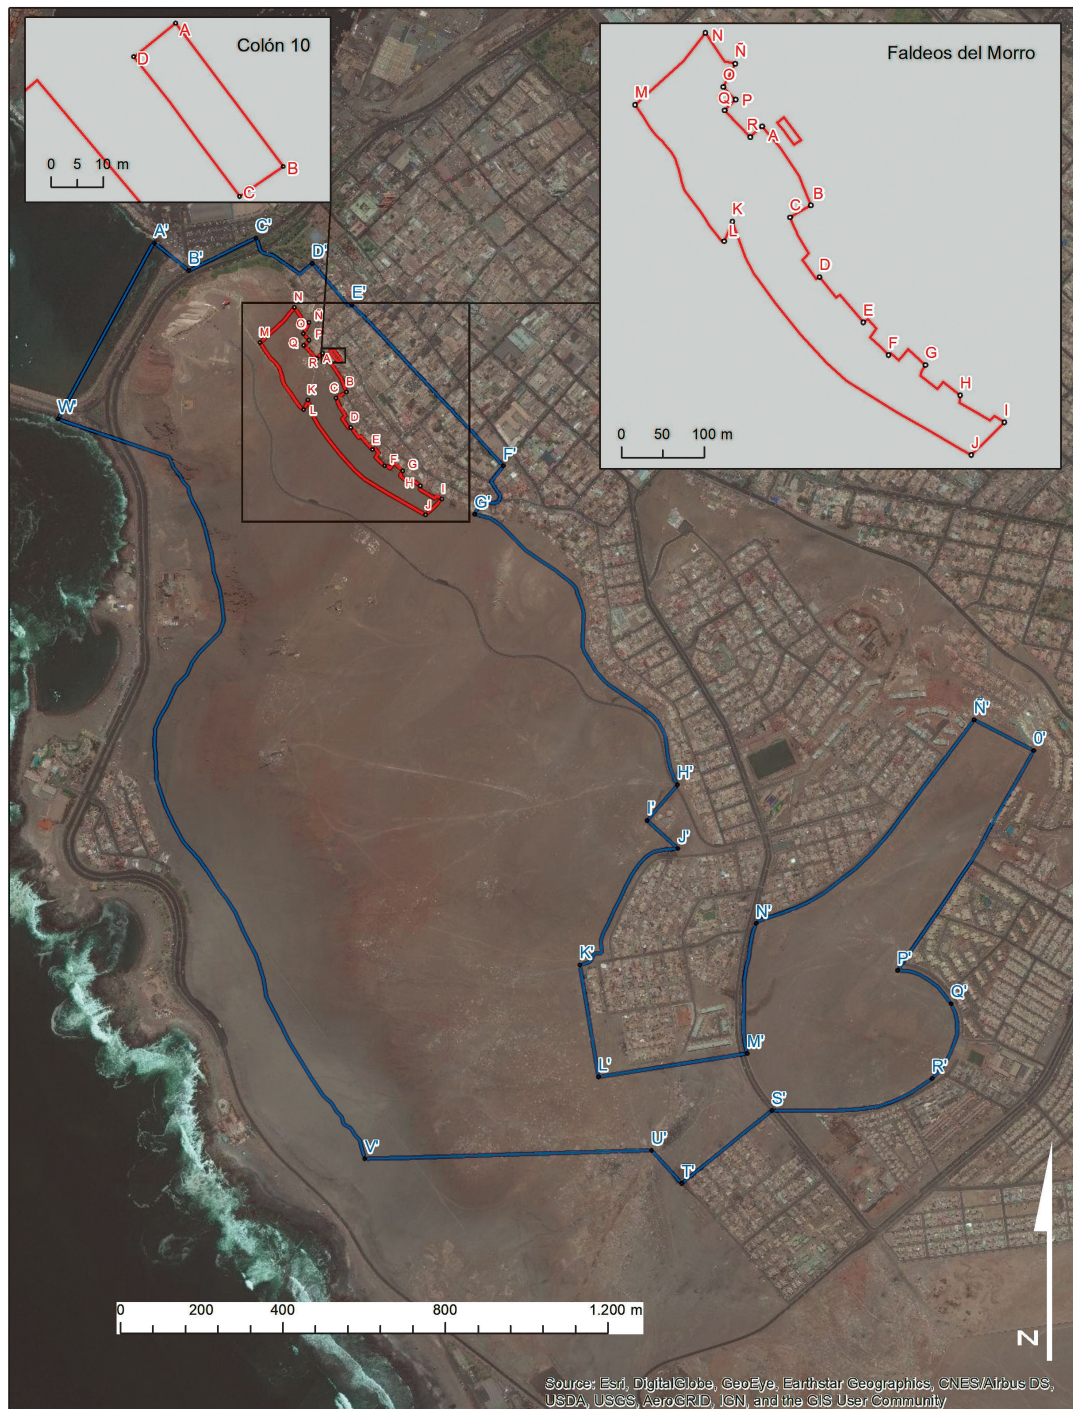 Colón 10
A
D
B
C
0 5 10 m
Faldeos del Morro
N
Ñ
M
O
Q P
R A
B
C
K
L
D
E
F
G
H
I
J
0 50 100 m
A'
C'
B'
D'
E'
N
Ñ
O
M
P
Q
R A
B
K C
L
D
E
F G
H
I
J
W'
F'
G'
Ñ'
0'
H'
I'
J'
N'
K'
P'
Q'
M'
L'
R'
S'
U'
V'
T'
0 200 400 800 1.200 m
N
Source: Esri, DigitalGlobe, GeoEye, Earthstar Geographics, CNES/Airbus DS,
USDA, USGS, AeroGRID, IGN, and the GIS User Community